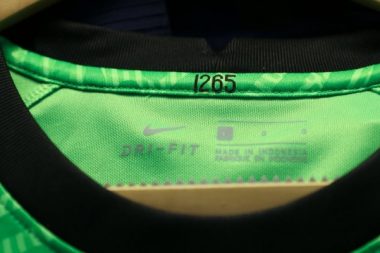 1265
DRI-FIT
L
MADE IN INDONESIA
FABRIQUÉ EN INDONÉSIE